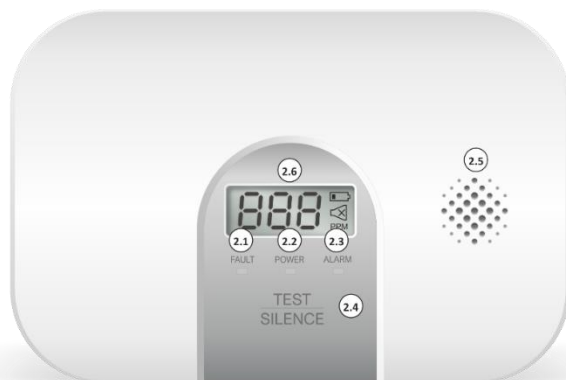 2.5
2.6
888
PPM
2.1 2.2 2.3
FAULT POWER ALARM
TEST
SILENCE
2.4